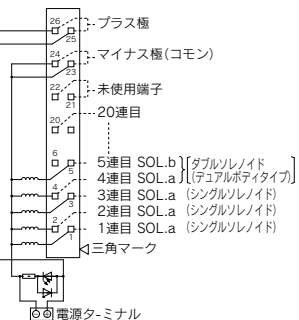 26
プラス極
25
24
マイナス極(コモン)
23
22
未使用端子
21
20
20連目
6
5連目 SOL.b
ダブルソレノイド
5
4連目 SOL.a
(デュアルボディタイプ)
4
3連目 SOL.a (シングルソレノイド)
3
2連目 SOL.a (シングルソレノイド)
2
1連目 SOL.a (シングルソレノイド)
1
三角マーク
電源ターミナル